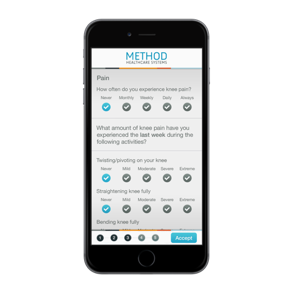 METHOD
HEALTHCARE SYSTEMS
Pain
How often do you experience knee pain?
Never Monthly Weekly Daily Always
What amount of knee pain have you
experienced the last week during the
following activities?
Twisting/pivoting on your knee
Never Mild Moderate Severe Extreme
Straightening knee fully
Never Mild Moderate Severe Extreme
Bending knee fully
1 2 3 4 5 Accept